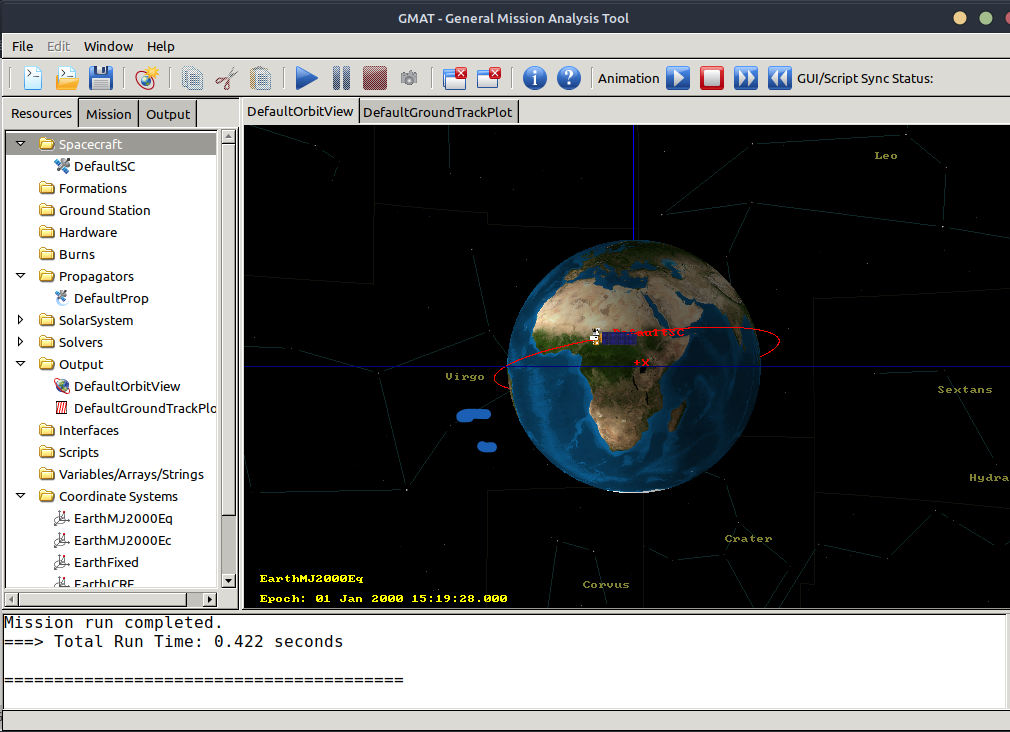 GMAT - General Mission Analysis Tool
File Edit Window Help
Animation GUI/Script Sync Status:
Resources Mission Output
DefaultOrbitView DefaultGroundTrackPlot
Spacecraft
DefaultSC
Formations
Ground Station
Hardware
Burns
Propagators
DefaultProp
SolarSystem
Solvers
Output
DefaultOrbitView
DefaultGroundTrackPlo
Interfaces
Scripts
Variables/Arrays/Strings
Coordinate Systems
EarthMJ2000Eq
EarthMJ2000Ec
EarthFixed
EarthICRF
Leo
+X
Virgo
Sextans
Hydra
Crater
Corvus
EarthMJ2000Eq
Epoch: 01 Jan 2000 15:19:28.000
Mission run completed.
===> Total Run Time: 0.422 seconds
========================================